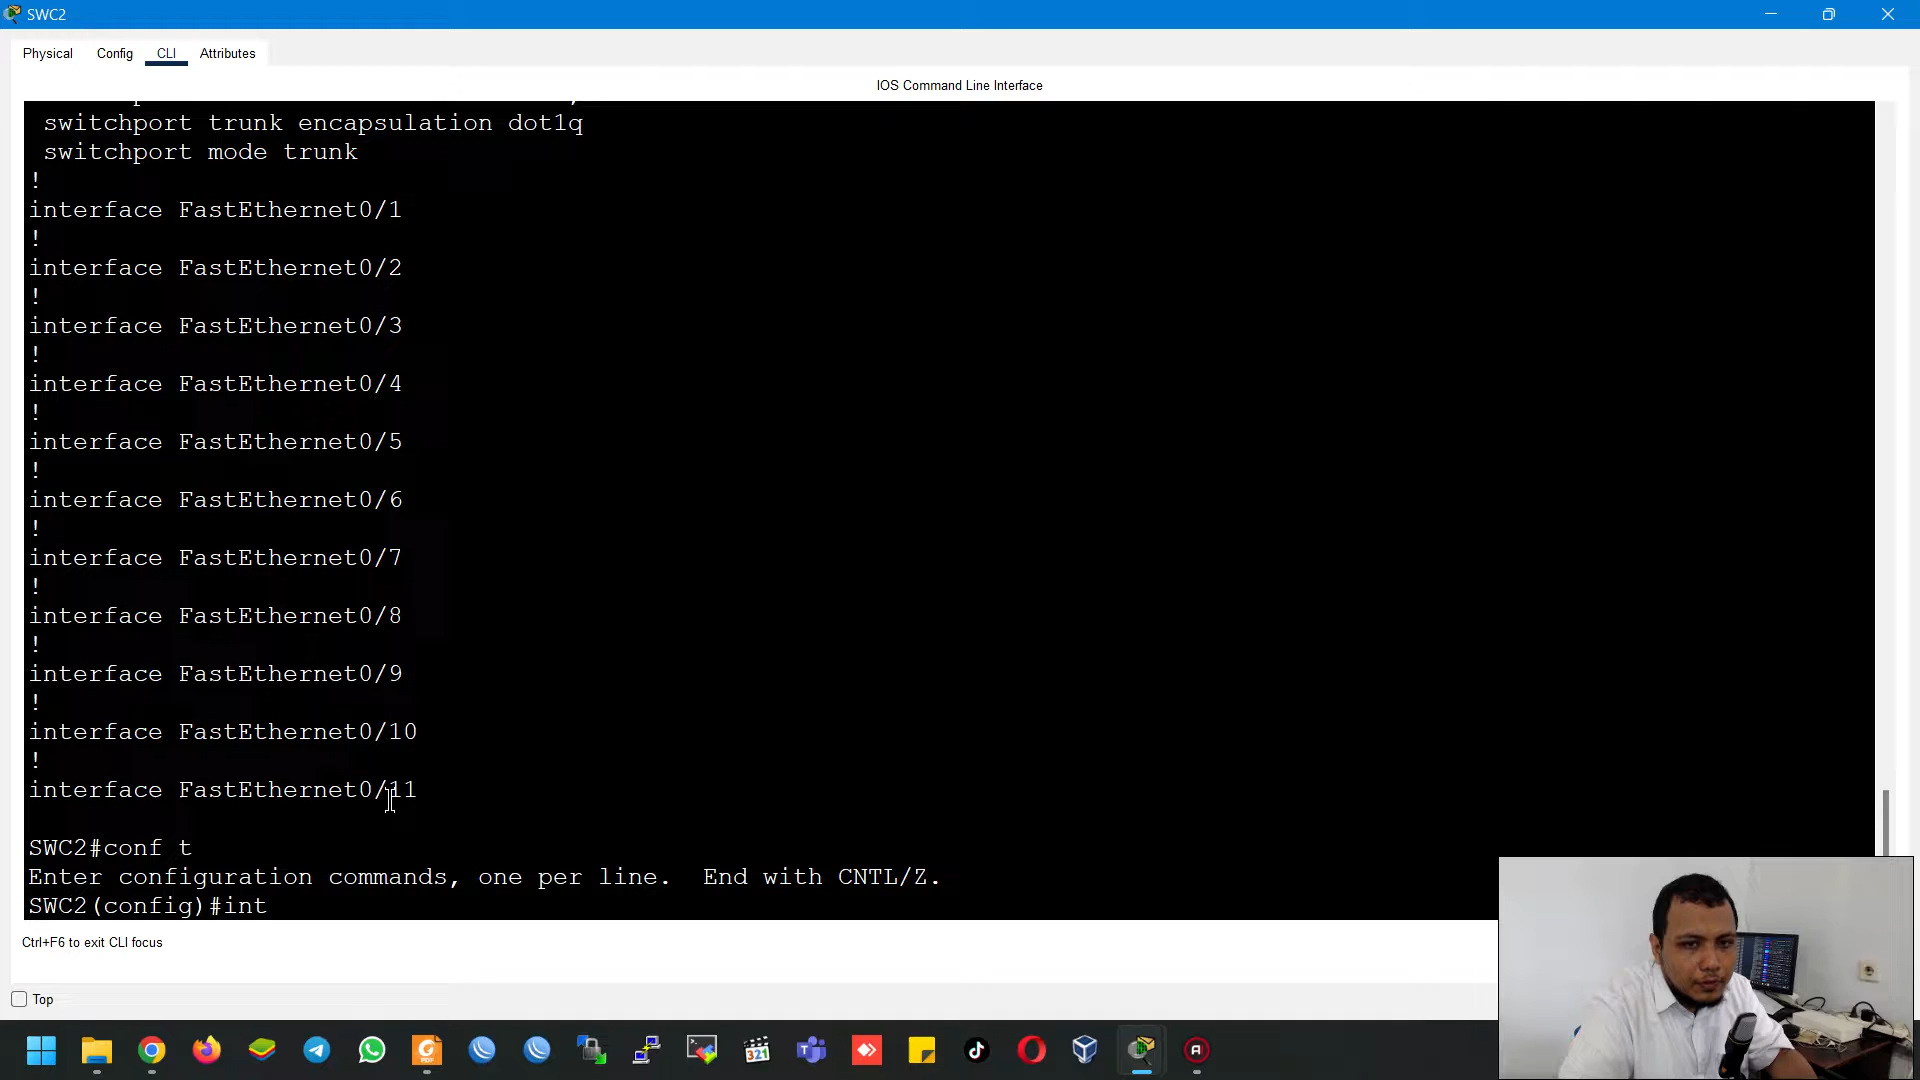 SWC2
Physical
Config
CLI
Attributes
IOS Command Line Interface
switchport trunk encapsulation dot1q
switchport mode trunk
!
interface FastEthernet0/1
!
interface FastEthernet0/2
!
interface FastEthernet0/3
!
interface FastEthernet0/4
!
interface FastEthernet0/5
!
interface FastEthernet0/6
!
interface FastEthernet0/7
!
interface FastEthernet0/8
!
interface FastEthernet0/9
!
interface FastEthernet0/10
!
interface FastEthernet0/11
SWC2#conf t
Enter configuration commands, one per line.  End with CNTL/Z.
SWC2(config)#int
Ctrl+F6 to exit CLI focus
Top
PDF
321